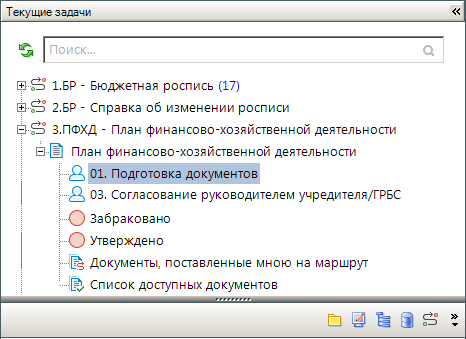 Текущие задачи
Поиск...
1.БР - Бюджетная роспись (17)
2.БР - Справка об изменении росписи
3.ПФХД - План финансово-хозяйственной деятельности
План финансово-хозяйственной деятельности
01. Подготовка документов
03. Согласование руководителем учредителя/ГРБС
Забраковано
Утверждено
Документы, поставленные мною на маршрут
Список доступных документов